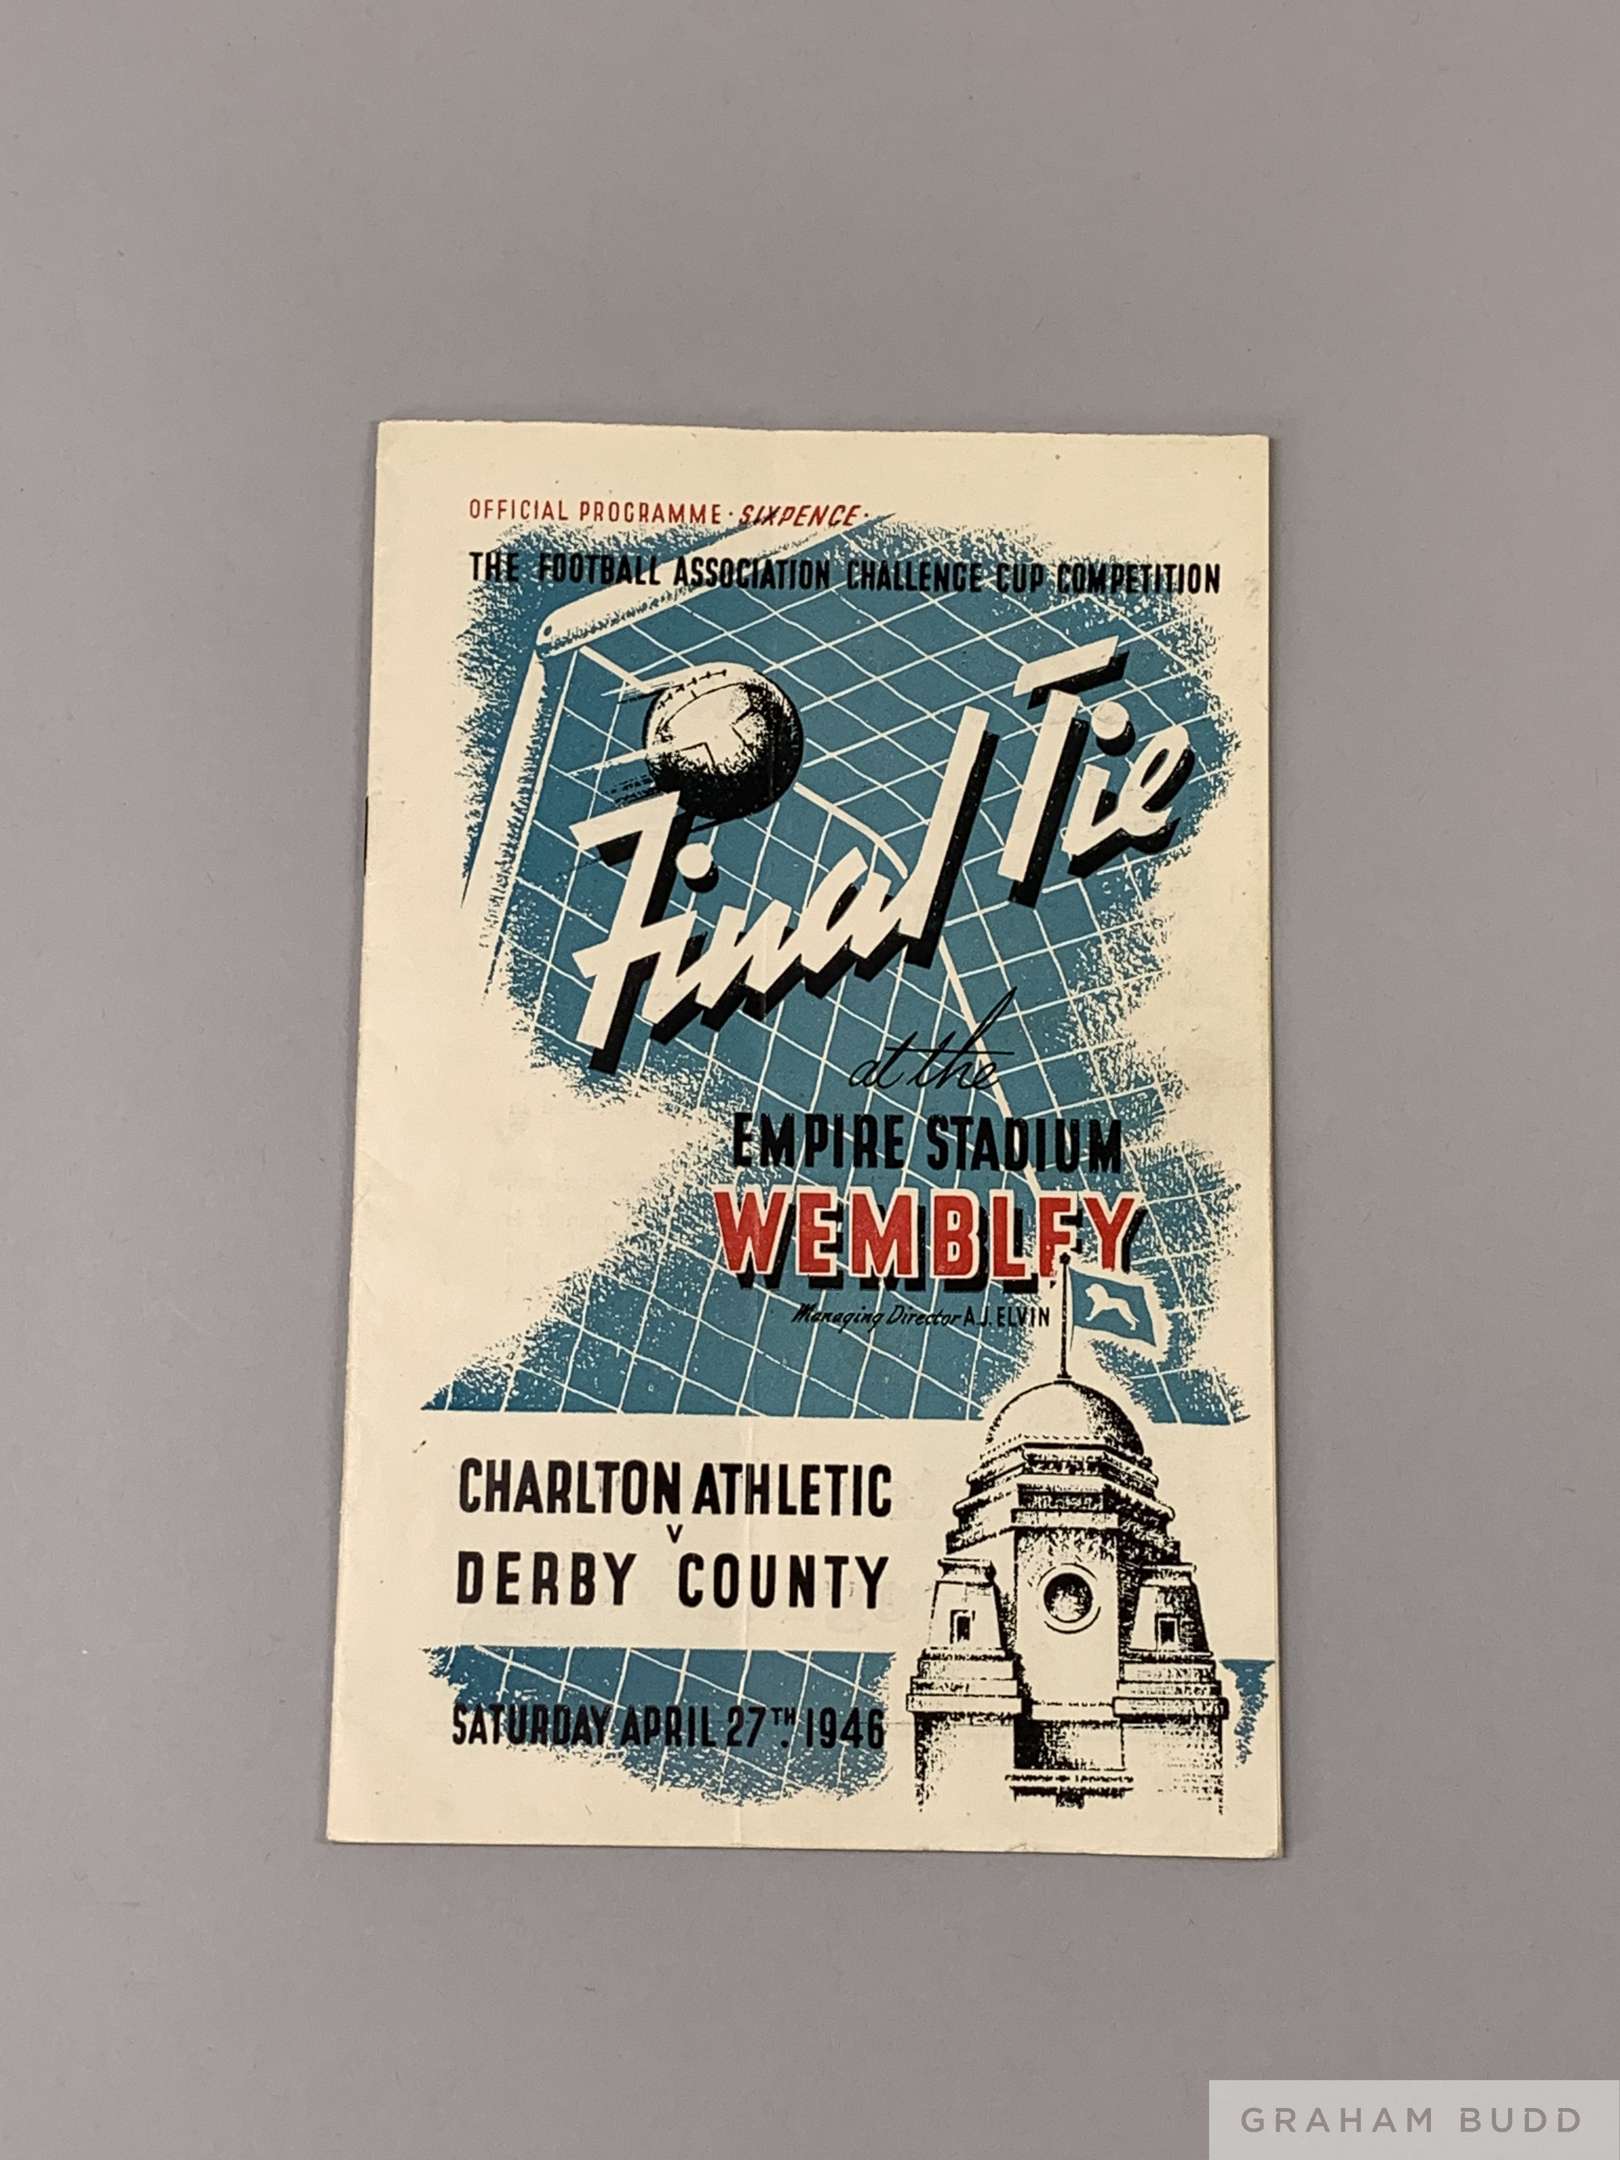 OFFICIAL PROGRAMME · SIXPENCE ·
THE FOOTBALL ASSOCIATION CHALLENGE CUP COMPETITION
Final Tie
at the
EMPIRE STADIUM
WEMBLEY
Managing Director A.J. ELVIN
CHARLTON ATHLETIC
V
DERBY COUNTY
SATURDAY APRIL 27TH. 1946
GRAHAM BUDD